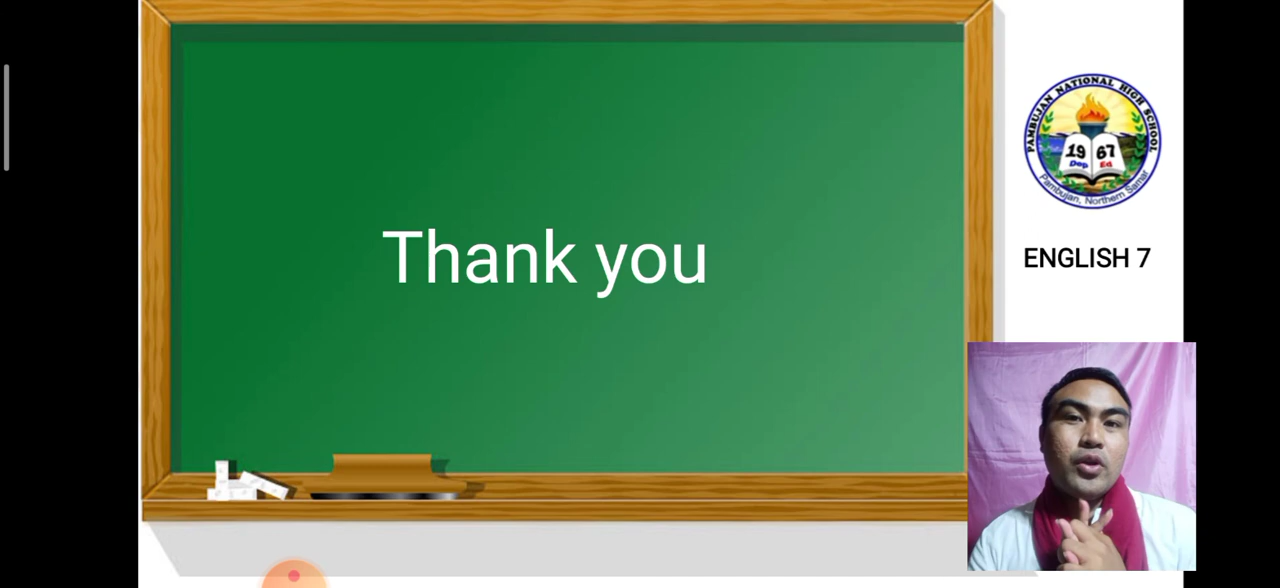 Thank you
PAMBUJAN NATIONAL HIGH SCHOOL
19 67
Dep Ed
Pambujan, Northern Samar
ENGLISH 7